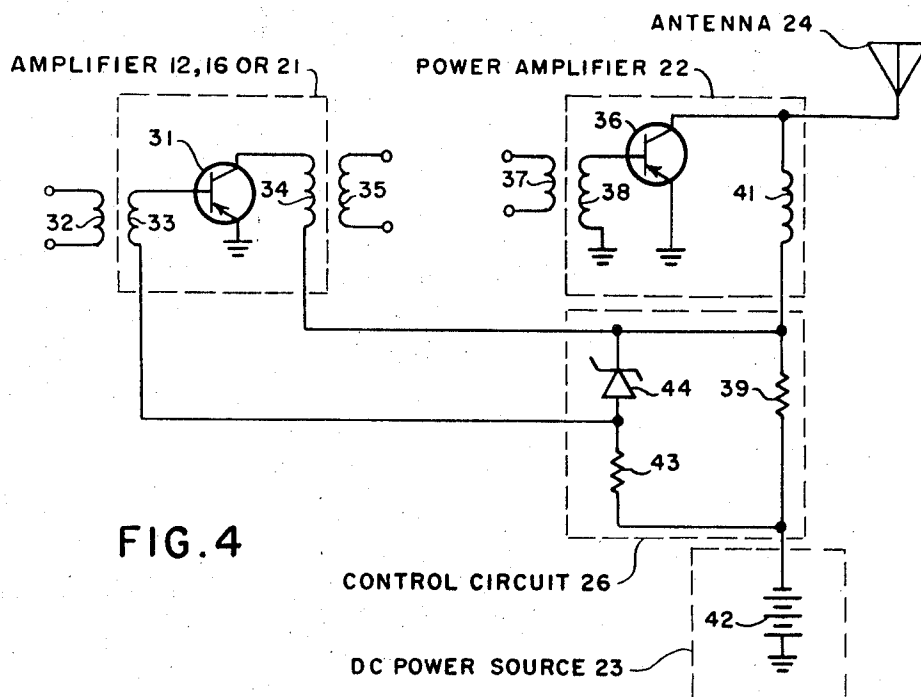 ANTENNA 24
AMPLIFIER 12, 16 OR 21
POWER AMPLIFIER 22
31
36
32
33
34
35
37
38
41
44
39
43
FIG. 4
CONTROL CIRCUIT 26
42
DC POWER SOURCE 23